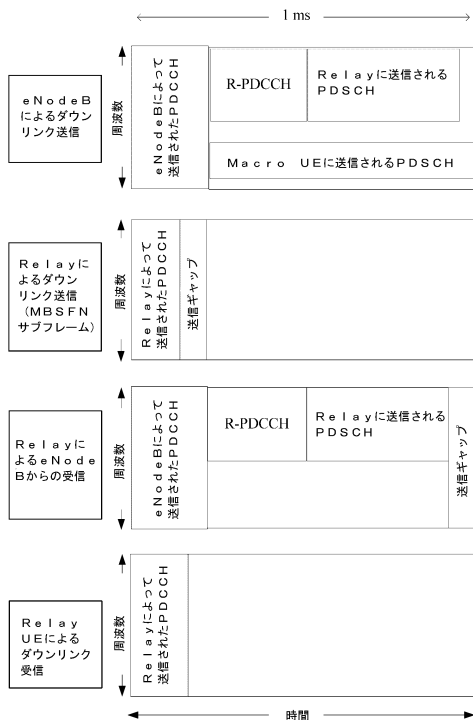 1 ms
eNodeB
によるダウン
リンク送信
周波数
eNodeBによって
送信されたPDCCH
R-PDCCH
Relayに送信される
PDSCH
Macro UEに送信されるPDSCH
Relayに
よるダウン
リンク送信
(MBSFN
サブフレーム)
周波数
Relayによって
送信されたPDCCH
送信ギャップ
Relayに
よるeNode
Bからの受信
周波数
eNodeBによって
送信されたPDCCH
R-PDCCH
Relayに送信される
PDSCH
送信ギャップ
Relay
UEによる
ダウンリンク
受信
周波数
Relayによって
送信されたPDCCH
時間